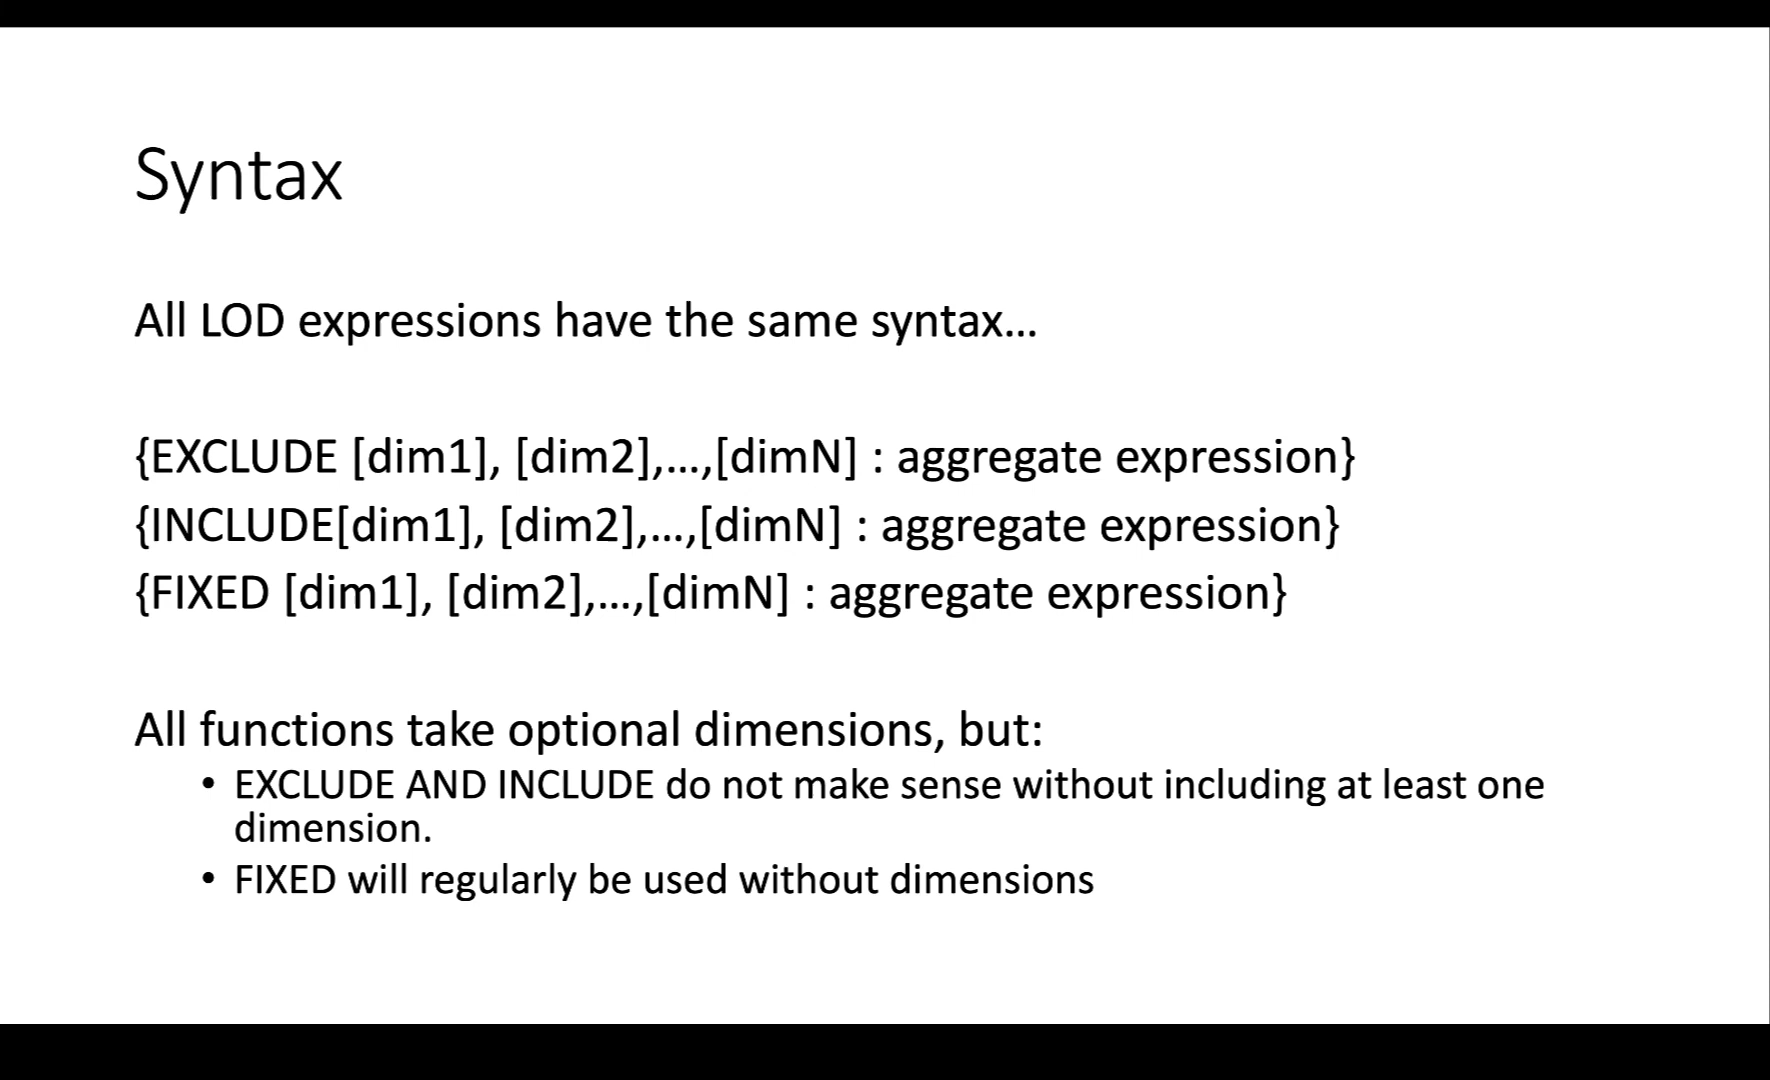 Syntax
All LOD expressions have the same syntax...
{EXCLUDE [dim1], [dim2],...,[dimN] : aggregate expression}
{INCLUDE[dim1], [dim2],...,[dimN] : aggregate expression}
{FIXED [dim1], [dim2],...,[dimN] : aggregate expression}
All functions take optional dimensions, but:
• EXCLUDE AND INCLUDE do not make sense without including at least one
dimension.
• FIXED will regularly be used without dimensions